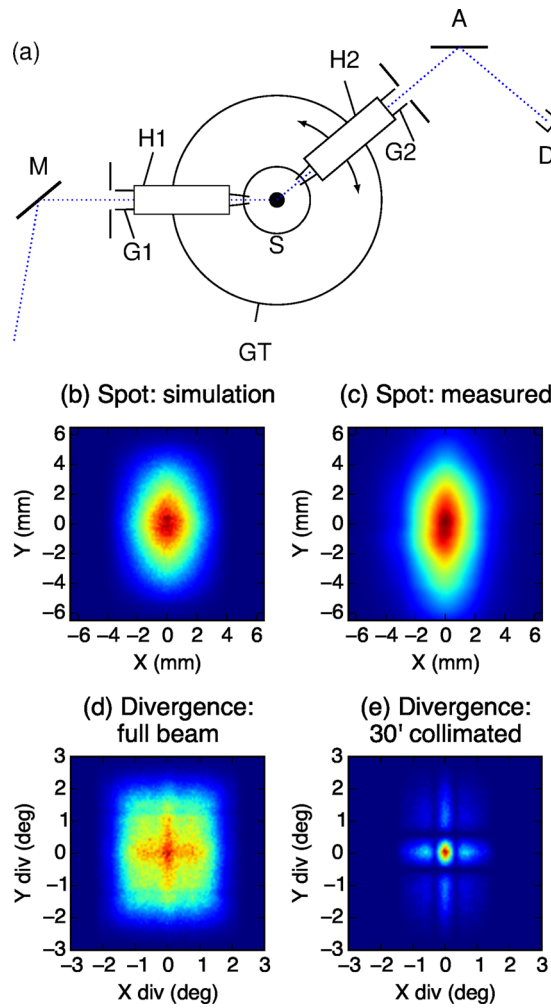 (a)
A
H2
G2
D
M
H1
G1
S
GT
(b) Spot: simulation
(c) Spot: measured
Y (mm)
6
4
2
0
−2
−4
−6
−6 −4 −2 0 2 4 6
X (mm)
Y (mm)
6
4
2
0
−2
−4
−6
−6 −4 −2 0 2 4 6
X (mm)
(d) Divergence:
full beam
(e) Divergence:
30' collimated
Y div (deg)
3
2
1
0
−1
−2
−3
−3 −2 −1 0 1 2 3
X div (deg)
Y div (deg)
3
2
1
0
−1
−2
−3
−3 −2 −1 0 1 2 3
X div (deg)